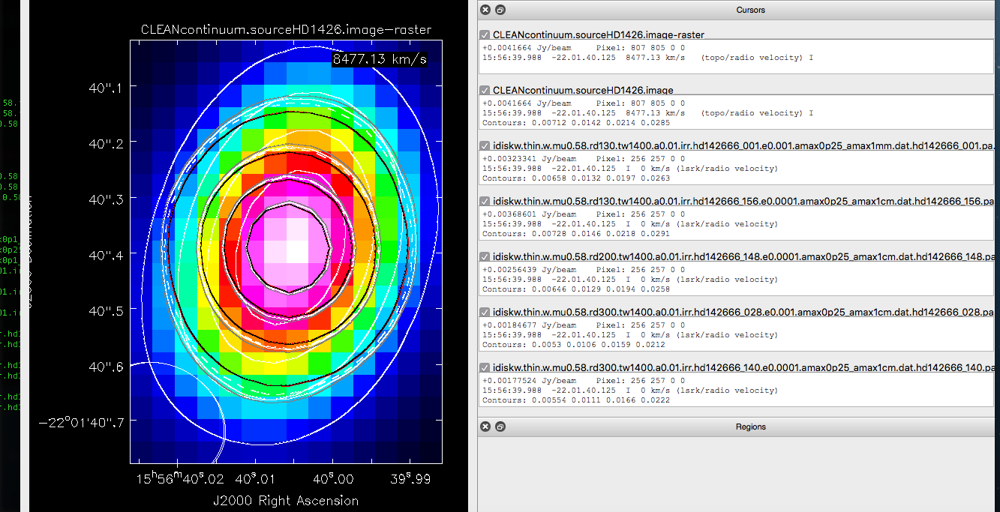 CLEANcontinuum.sourceHD1426.image-raster
8477.13 km/s
40".1
40".2
40".3
40".4
40".5
40".6
-22°01'40".7
15h56m40s.02 40s.01 40s.00 39s.99
J2000 Right Ascension
58.
58.
0.58
0.58
0.58
0.58
Cursors
CLEANcontinuum.sourceHD1426.image-raster
+0.0041664 Jy/beam Pixel: 807 805 0 0
15:56:39.988 -22.01.40.125 8477.13 km/s (topo/radio velocity) I
CLEANcontinuum.sourceHD1426.image
+0.0041664 Jy/beam Pixel: 807 805 0 0
15:56:39.988 -22.01.40.125 8477.13 km/s (topo/radio velocity) I
Contours: 0.00712 0.0142 0.0214 0.0285
idiskw.thin.w.mu0.58.rd130.tw1400.a0.01.irr.hd142666_001.e0.001.amax0p25_amax1mm.dat.hd142666_001.pa.
+0.00323341 Jy/beam Pixel: 256 257 0 0
15:56:39.988 -22.01.40.125 I 0 km/s (lsrk/radio velocity)
Contours: 0.00658 0.0132 0.0197 0.0263
idiskw.thin.w.mu0.58.rd130.tw1400.a0.01.irr.hd142666_156.e0.0001.amax0p25_amax1cm.dat.hd142666_156.pa
+0.00368601 Jy/beam Pixel: 256 257 0 0
15:56:39.988 -22.01.40.125 I 0 km/s (lsrk/radio velocity)
Contours: 0.00728 0.0146 0.0218 0.0291
idiskw.thin.w.mu0.58.rd200.tw1400.a0.01.irr.hd142666_148.e0.0001.amax0p25_amax1cm.dat.hd142666_148.pa
+0.00256439 Jy/beam Pixel: 256 257 0 0
15:56:39.988 -22.01.40.125 I 0 km/s (lsrk/radio velocity)
Contours: 0.00646 0.0129 0.0194 0.0258
idiskw.thin.w.mu0.58.rd300.tw1400.a0.01.irr.hd142666_028.e0.001.amax0p25_amax1cm.dat.hd142666_028.pa
+0.00184677 Jy/beam Pixel: 256 257 0 0
15:56:39.988 -22.01.40.125 I 0 km/s (lsrk/radio velocity)
Contours: 0.0053 0.0106 0.0159 0.0212
idiskw.thin.w.mu0.58.rd300.tw1400.a0.01.irr.hd142666_140.e0.0001.amax0p25_amax1cm.dat.hd142666_140.pa
+0.00177524 Jy/beam Pixel: 256 257 0 0
15:56:39.988 -22.01.40.125 I 0 km/s (lsrk/radio velocity)
Contours: 0.00554 0.0111 0.0166 0.0222
Regions